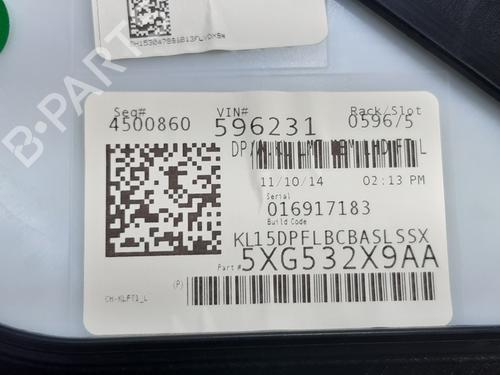 B-PART
Seq#
4500860
VIN#
596231
Rack/Slot
0596/5
11/10/14 02:13 PM
Serial
016917183
Build Code
KL15DPFLBCBASLSSX
Part# 5XG532X9AA
(P)
CH-KLFT1_L